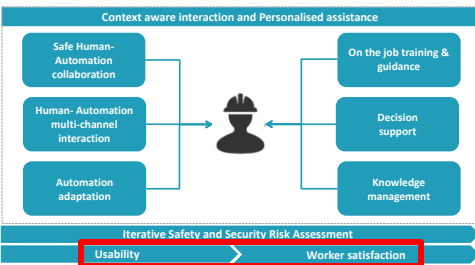 Context aware interaction and Personalised assistance
Safe Human-
Automation
collaboration
On the job training &
guidance
Human- Automation
multi-channel
interaction
Decision
support
Automation
adaptation
Knowledge
management
Iterative Safety and Security Risk Assessment
Usability
Worker satisfaction